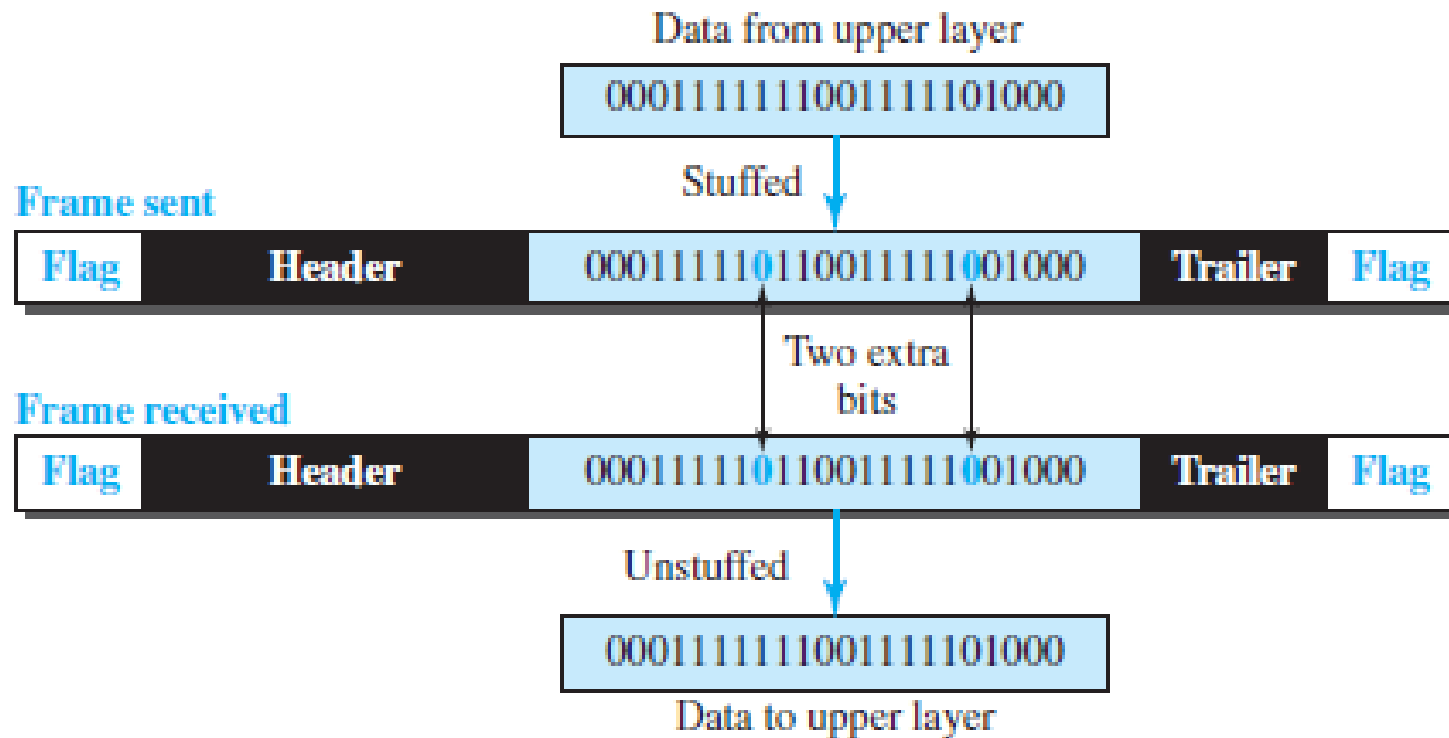 Data from upper layer
0001111111001111101000
Stuffed
Frame sent
Flag Header 000111110110011111001000 Trailer Flag
Two extra
bits
Frame received
Flag Header 000111110110011111001000 Trailer Flag
Unstuffed
0001111111001111101000
Data to upper layer